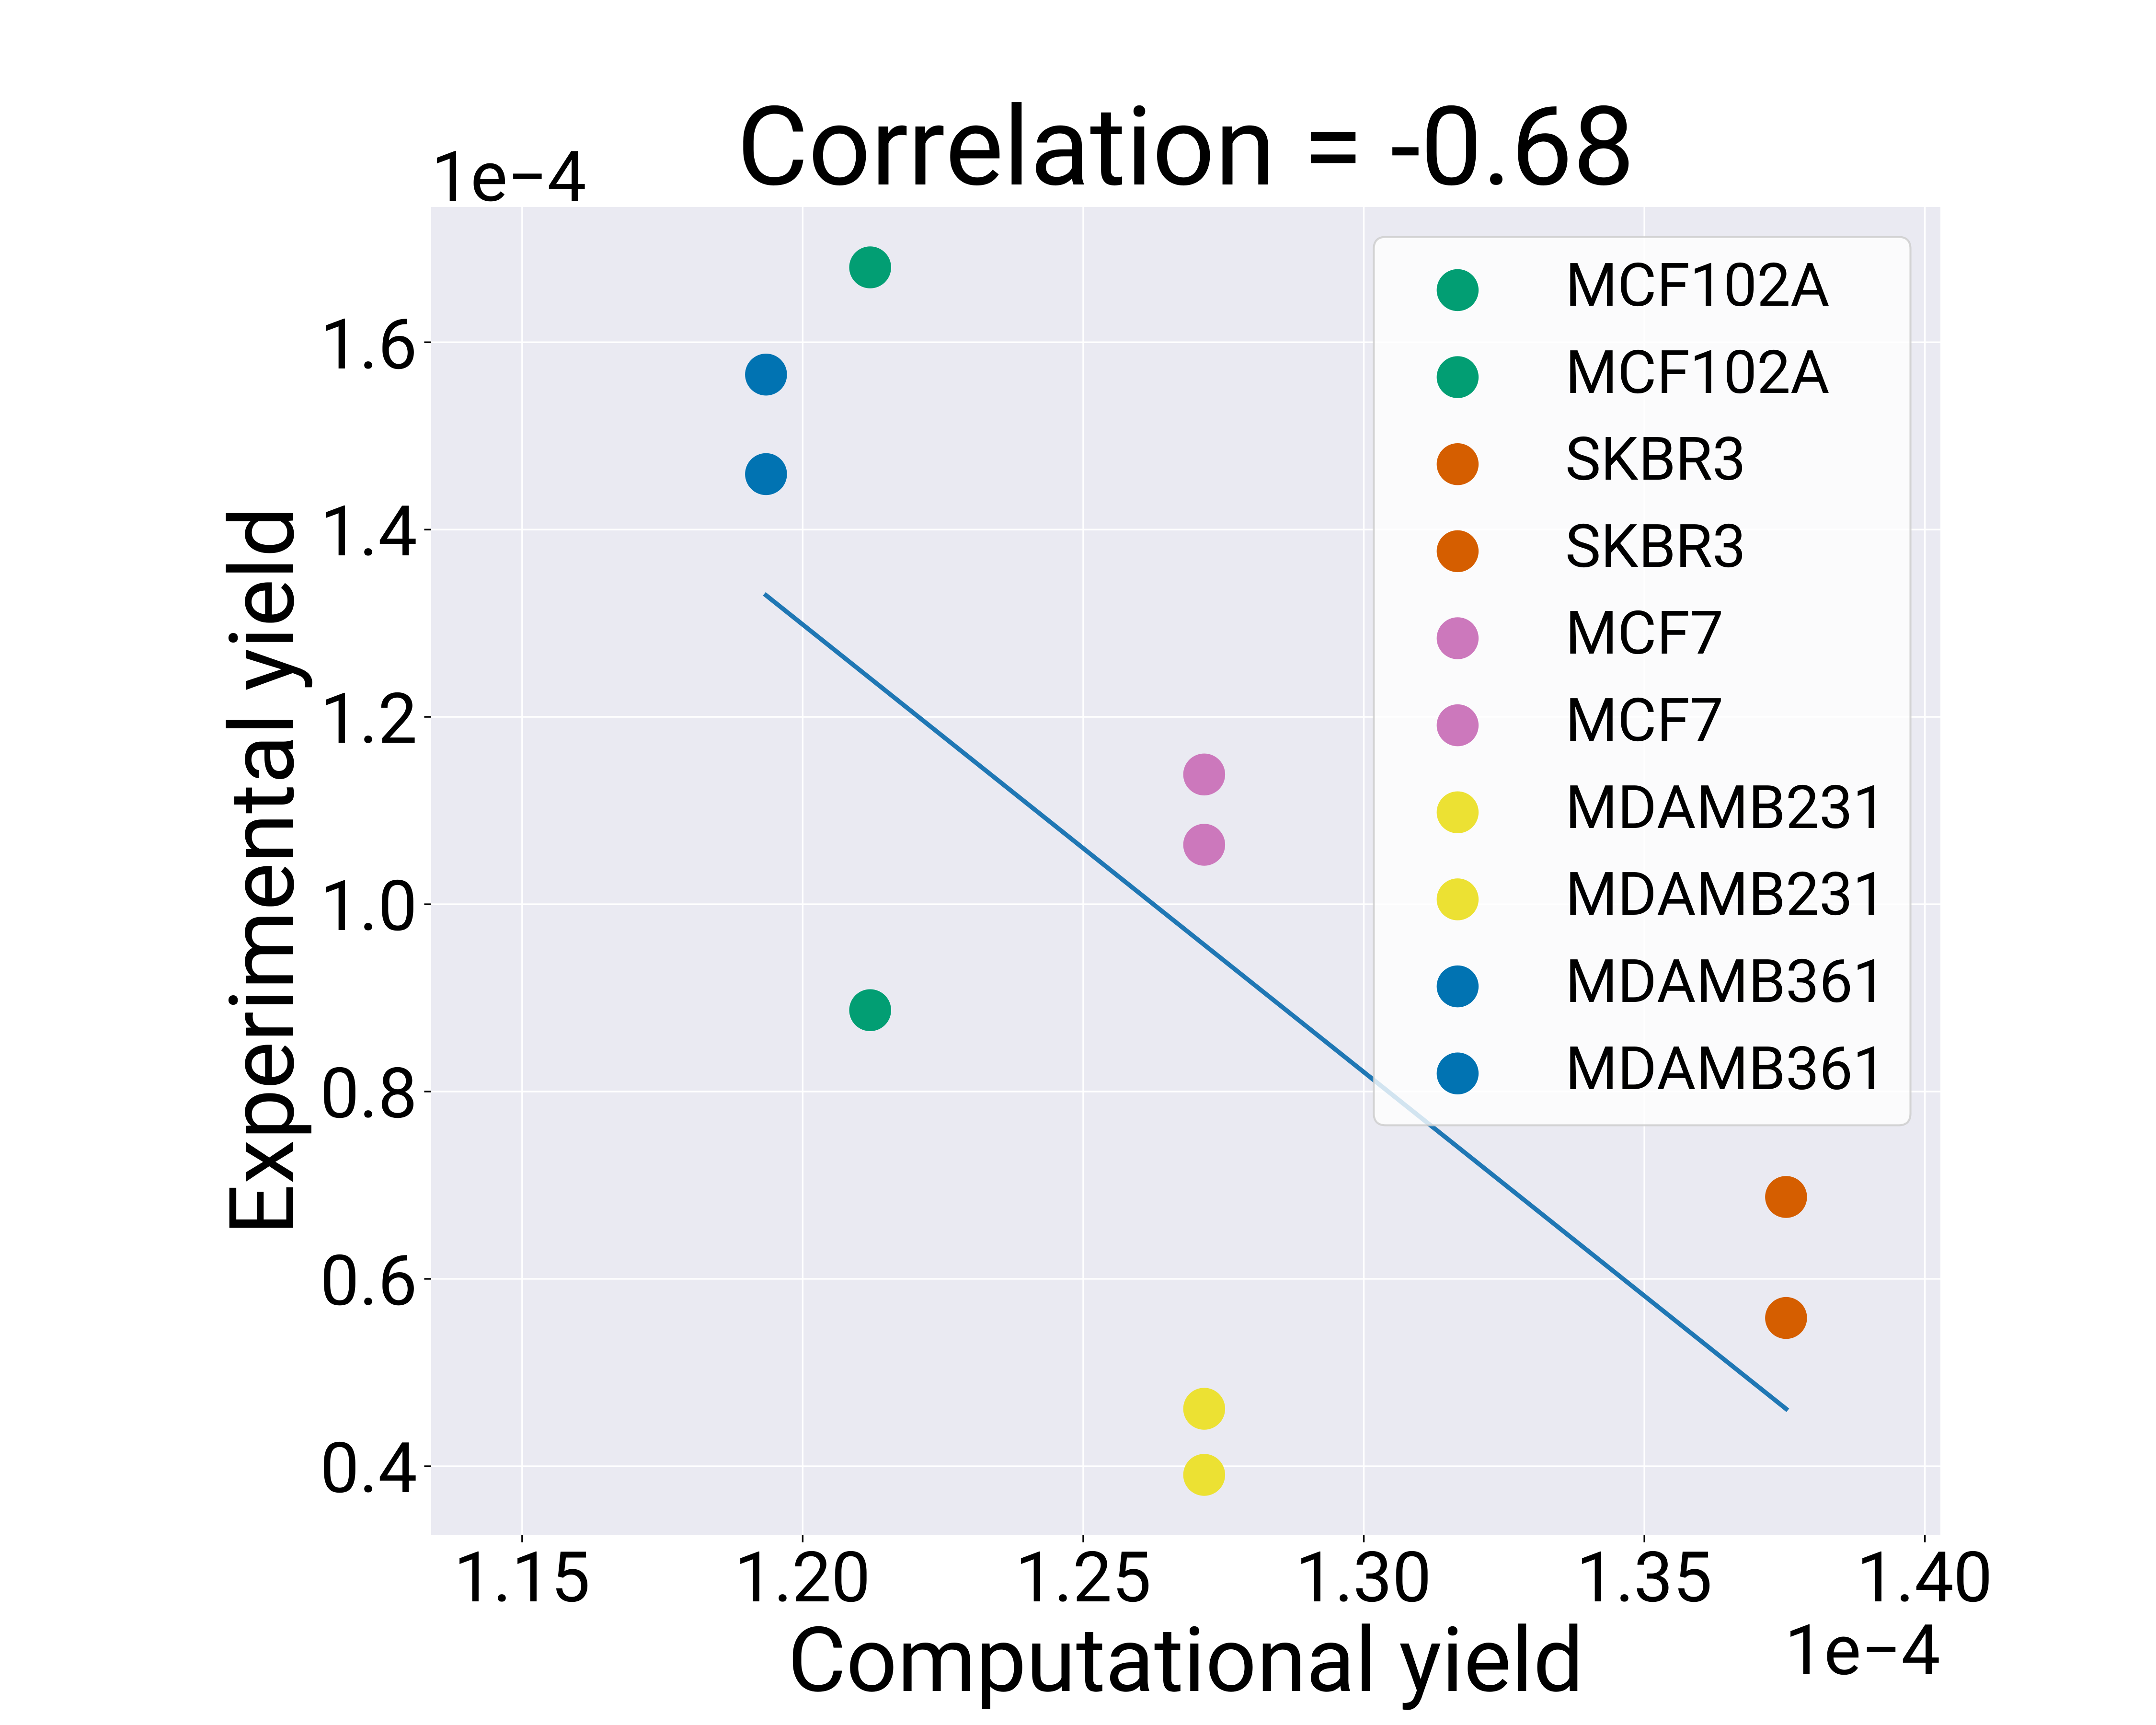 Correlation = -0.68
1e−4
1.6
1.4
1.2
1.0
0.8
0.6
0.4
Experimental yield
MCF102A
MCF102A
SKBR3
SKBR3
MCF7
MCF7
MDAMB231
MDAMB231
MDAMB361
MDAMB361
1.15 1.20 1.25 1.30 1.35 1.40
1e−4
Computational yield